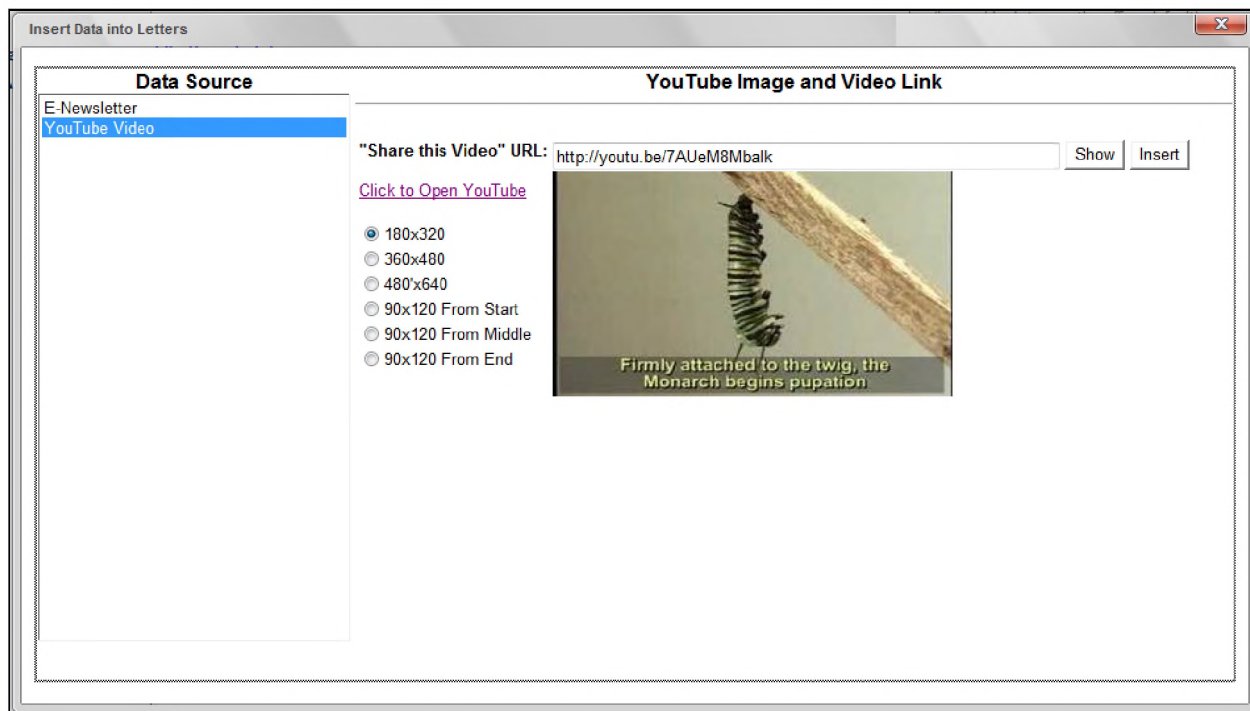 Insert Data into Letters
Data Source
E-Newsletter
YouTube Video
YouTube Image and Video Link
"Share this Video" URL: http://youtu.be/7AUeM8Mbalk Show Insert
Click to Open YouTube
180x320
360x480
480'x640
90x120 From Start
90x120 From Middle
90x120 From End
Firmly attached to the twig, the
Monarch begins pupation